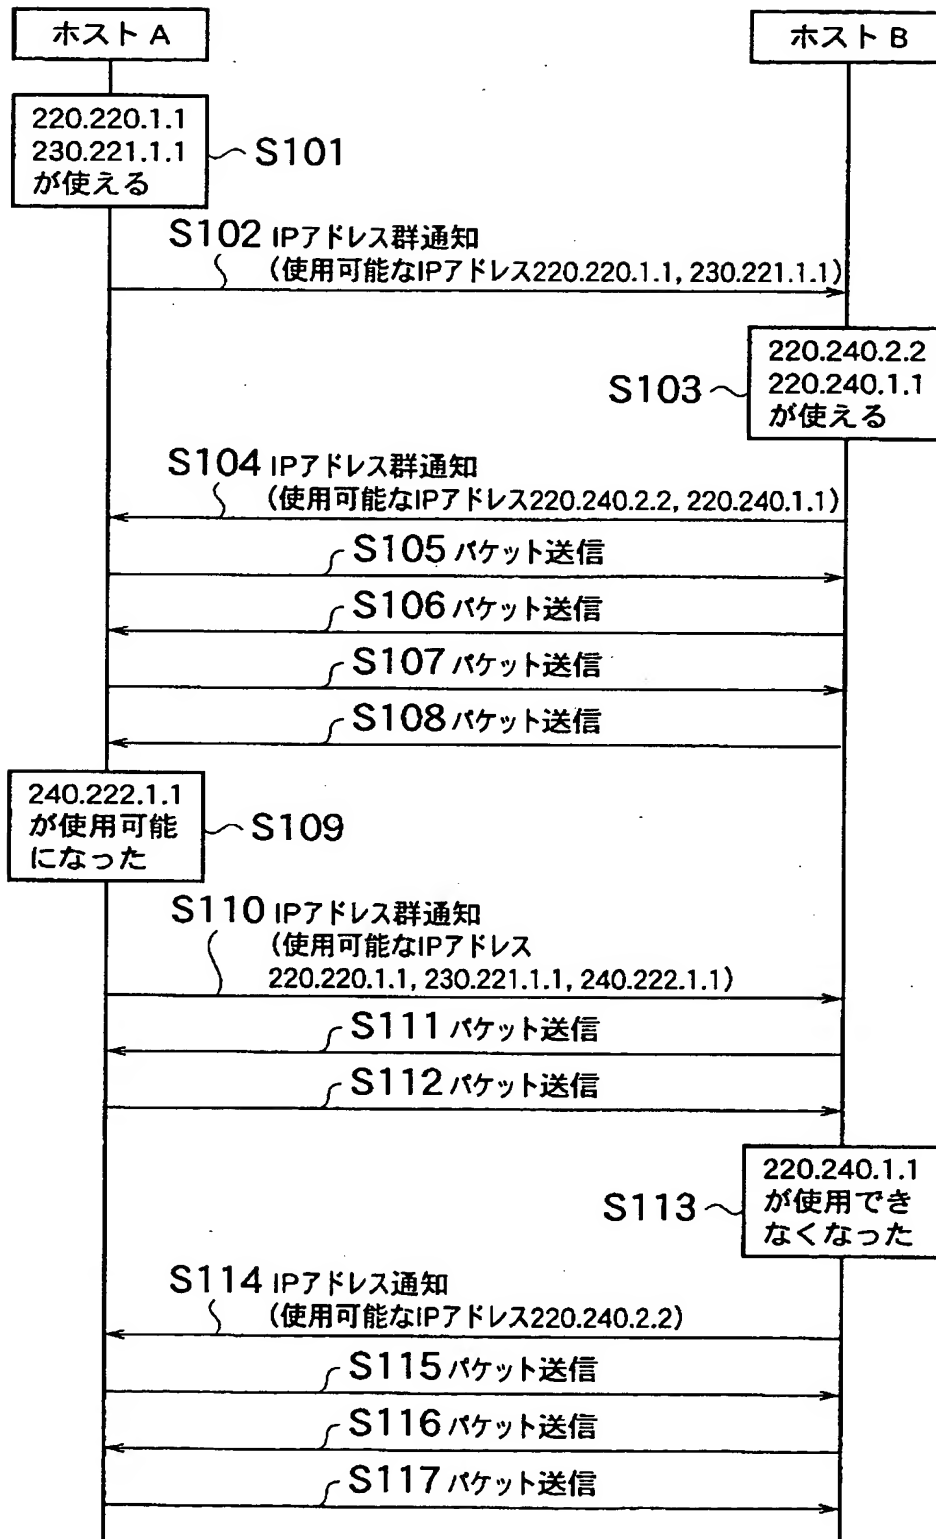 ホスト A
ホスト B
220.220.1.1
230.221.1.1
が使える
S101
S102 IPアドレス群通知
(使用可能なIPアドレス220.220.1.1, 230.221.1.1)
220.240.2.2
220.240.1.1
が使える
S103
S104 IPアドレス群通知
(使用可能なIPアドレス220.240.2.2, 220.240.1.1)
S105 パケット送信
S106 パケット送信
S107 パケット送信
S108 パケット送信
240.222.1.1
が使用可能
になった
S109
S110 IPアドレス群通知
(使用可能なIPアドレス
220.220.1.1, 230.221.1.1, 240.222.1.1)
S111 パケット送信
S112 パケット送信
220.240.1.1
が使用でき
なくなった
S113
S114 IPアドレス通知
(使用可能なIPアドレス220.240.2.2)
S115 パケット送信
S116 パケット送信
S117 パケット送信